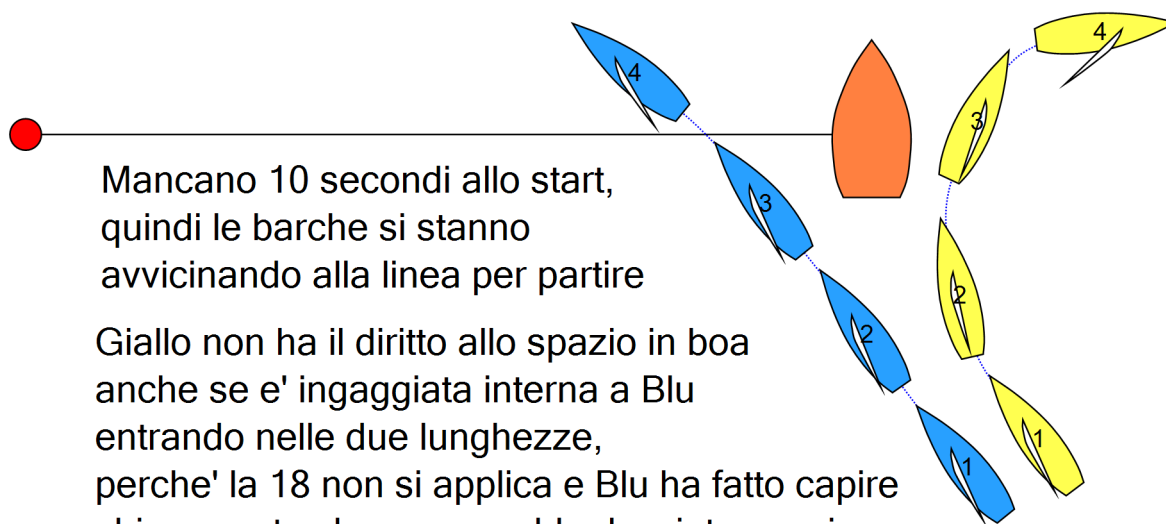 4
4
3
3
Mancano 10 secondi allo start,
quindi le barche si stanno
avvicinando alla linea per partire
2
2
Giallo non ha il diritto allo spazio in boa
anche se e' ingaggiata interna a Blu
entrando nelle due lunghezze,
perche' la 18 non si applica e Blu ha fatto capire
1
1